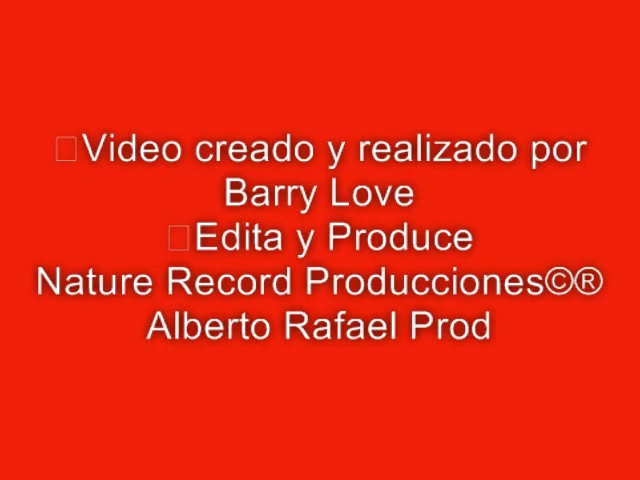 Video creado y realizado por
Barry Love
Edita y Produce
Nature Record Producciones©®
Alberto Rafael Prod